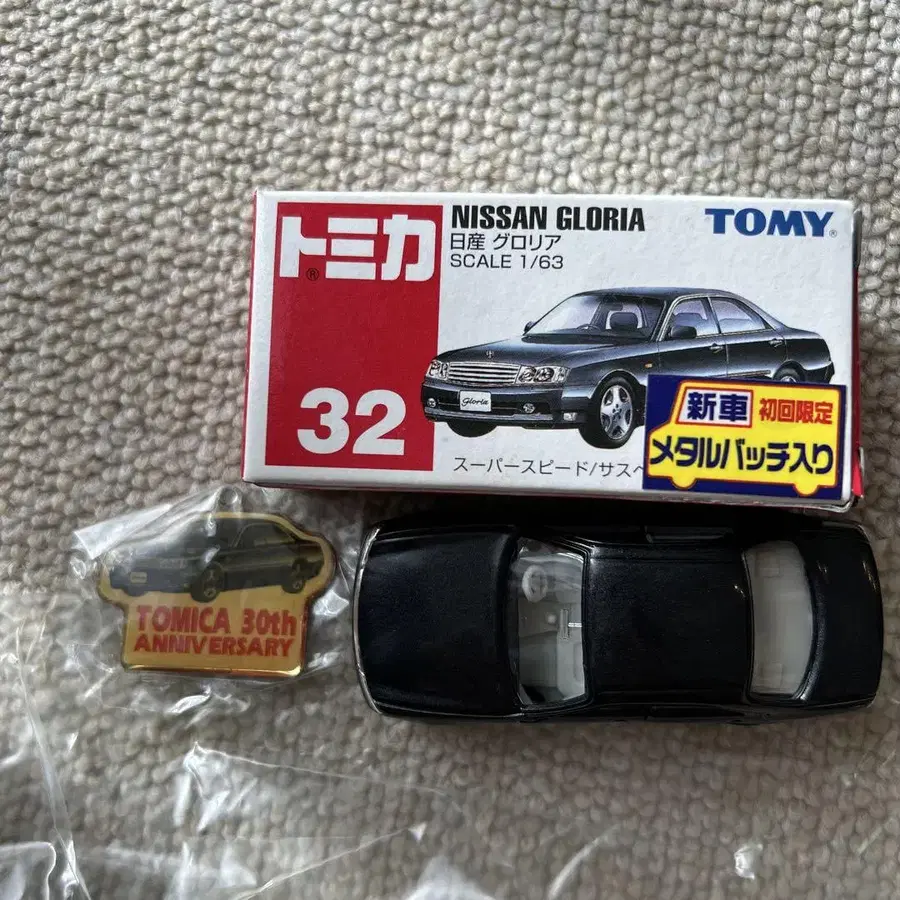 トミカ®
32
NISSAN GLORIA
日産 グロリア
SCALE 1/63
TOMY®
Gloria
新車 初回限定
メタルバッチ入り
スーパースピード/サスペ
TOMICA 30th
ANNIVERSARY